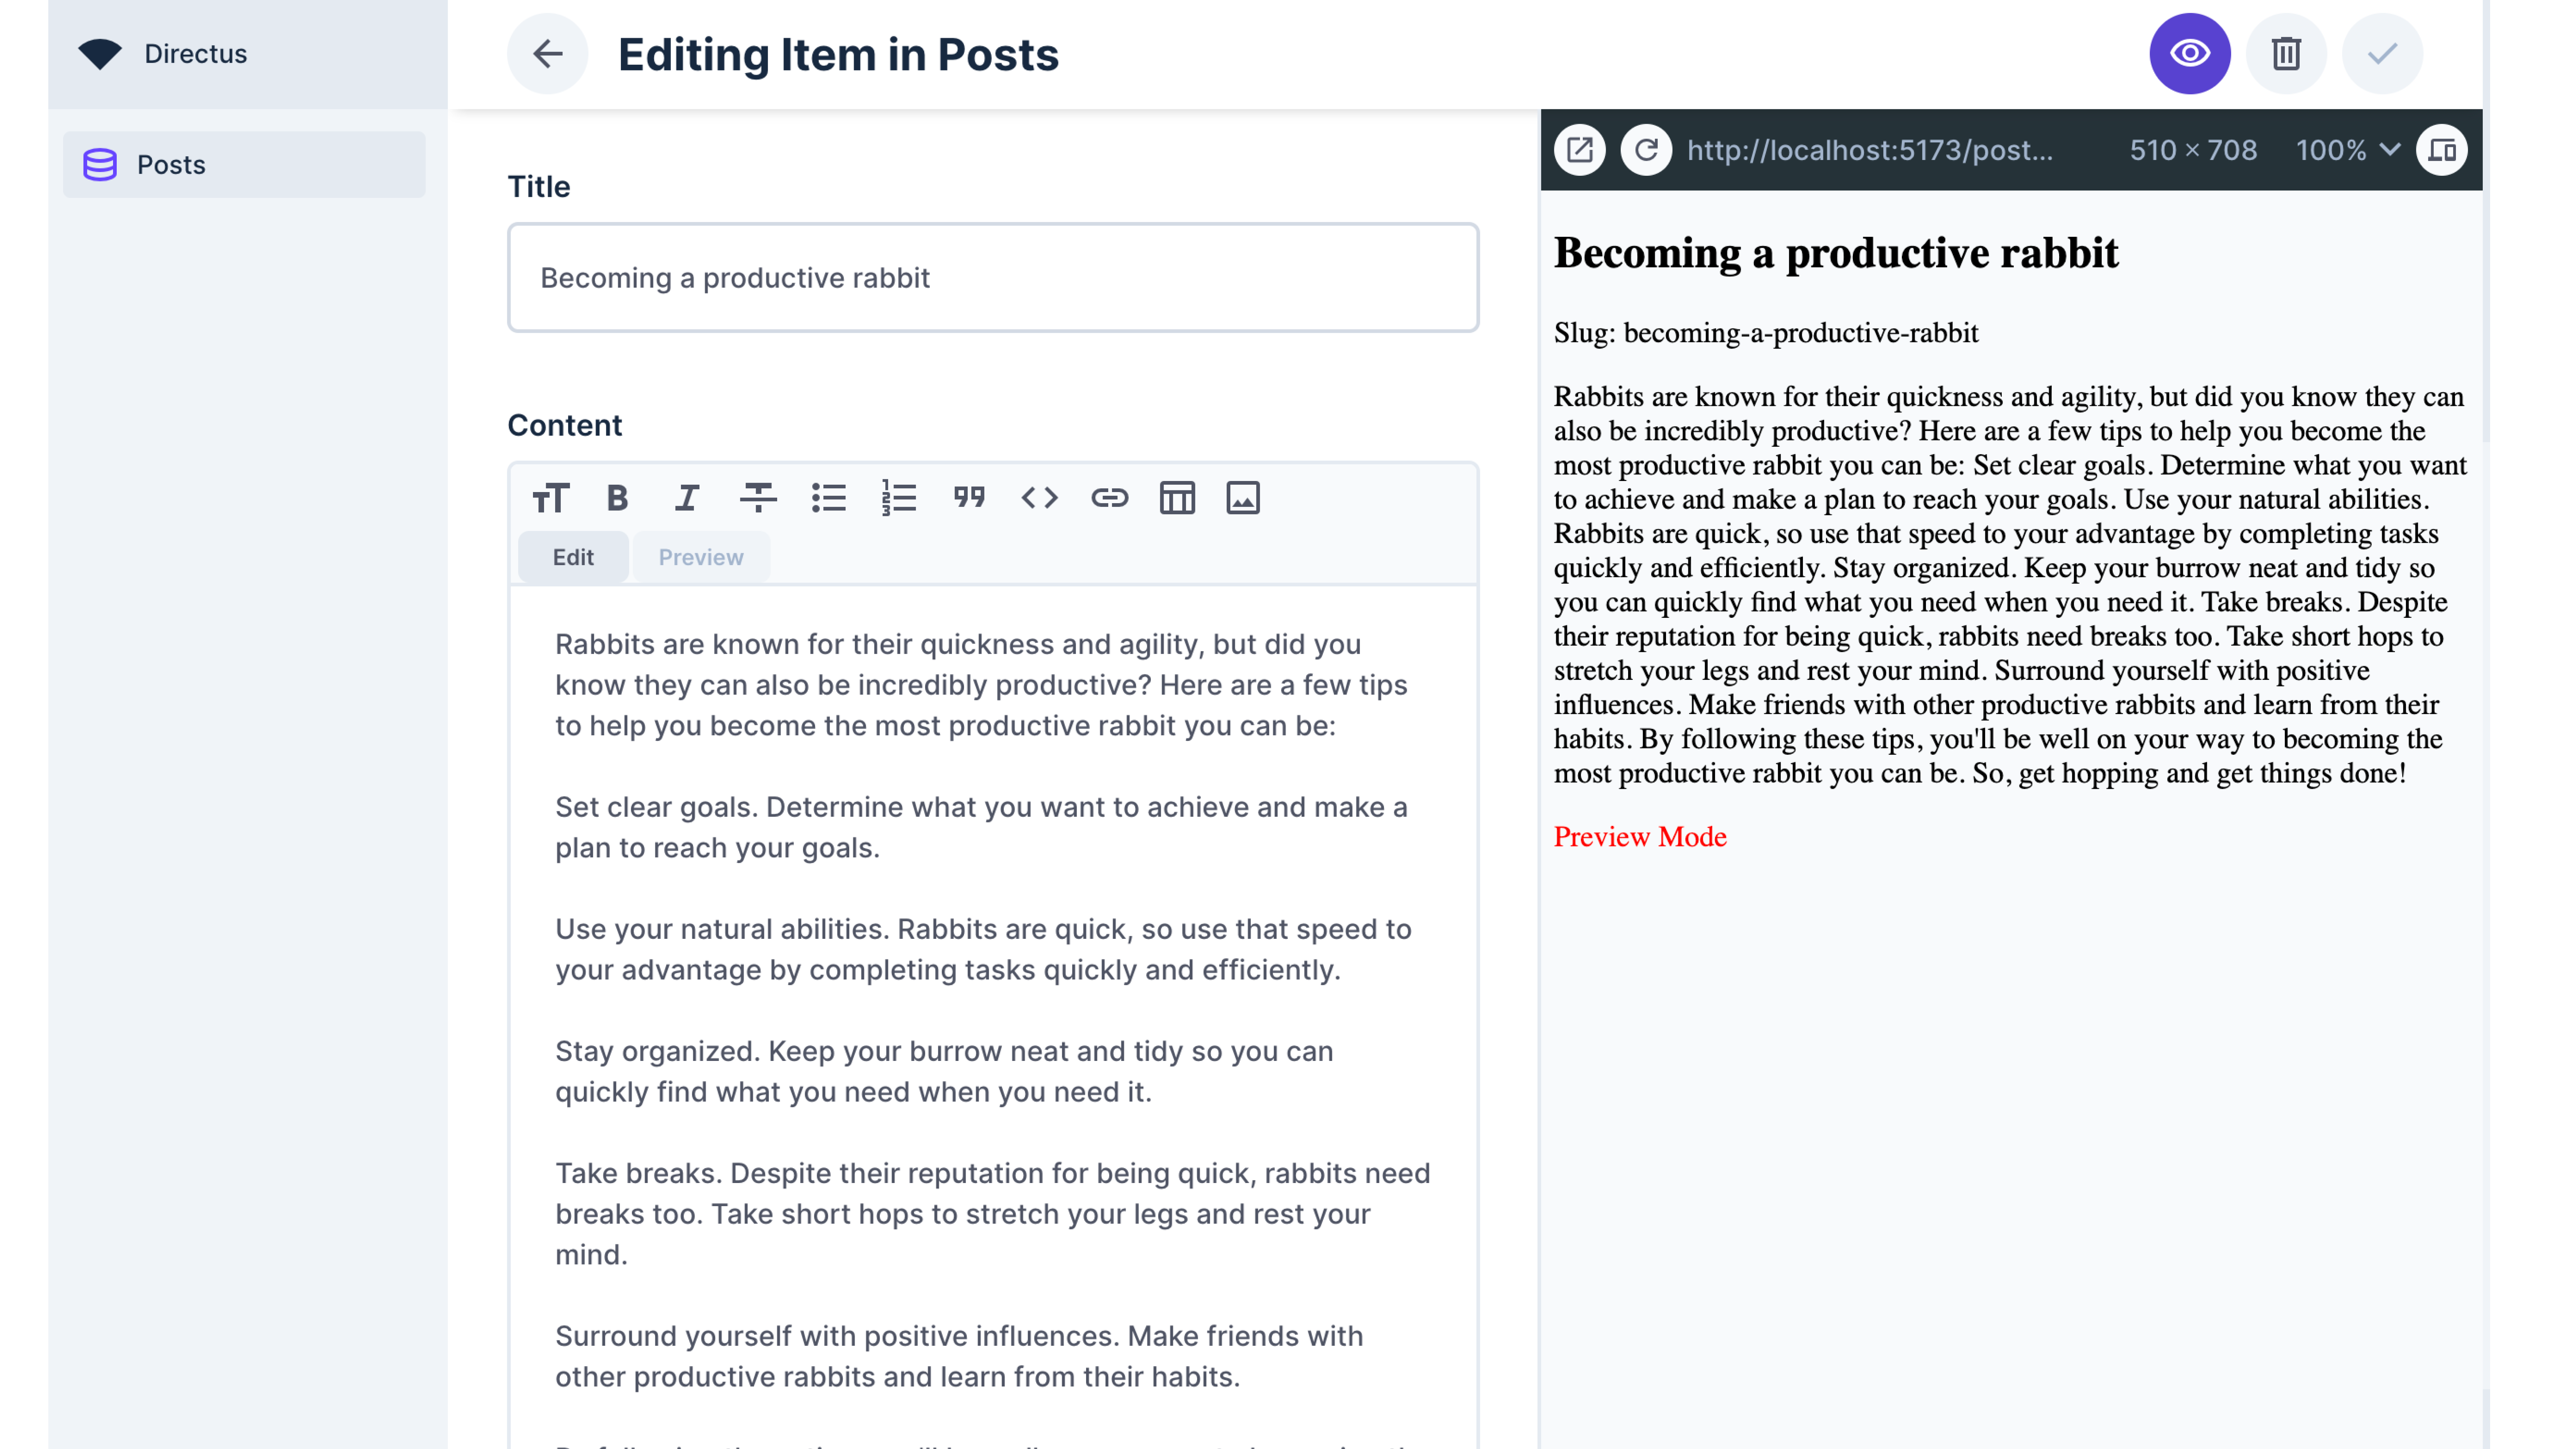 Directus
Editing Item in Posts
Posts
http://localhost:5173/post...
510 × 708
100%
Title
Becoming a productive rabbit
Content
Edit
Preview
Rabbits are known for their quickness and agility, but did you
know they can also be incredibly productive? Here are a few tips
to help you become the most productive rabbit you can be:
Set clear goals. Determine what you want to achieve and make a
plan to reach your goals.
Use your natural abilities. Rabbits are quick, so use that speed to
your advantage by completing tasks quickly and efficiently.
Stay organized. Keep your burrow neat and tidy so you can
quickly find what you need when you need it.
Take breaks. Despite their reputation for being quick, rabbits need
breaks too. Take short hops to stretch your legs and rest your
mind.
Surround yourself with positive influences. Make friends with
other productive rabbits and learn from their habits.
Becoming a productive rabbit
Slug: becoming-a-productive-rabbit
Rabbits are known for their quickness and agility, but did you know they can
also be incredibly productive? Here are a few tips to help you become the
most productive rabbit you can be: Set clear goals. Determine what you want
to achieve and make a plan to reach your goals. Use your natural abilities.
Rabbits are quick, so use that speed to your advantage by completing tasks
quickly and efficiently. Stay organized. Keep your burrow neat and tidy so
you can quickly find what you need when you need it. Take breaks. Despite
their reputation for being quick, rabbits need breaks too. Take short hops to
stretch your legs and rest your mind. Surround yourself with positive
influences. Make friends with other productive rabbits and learn from their
habits. By following these tips, you'll be well on your way to becoming the
most productive rabbit you can be. So, get hopping and get things done!
Preview Mode